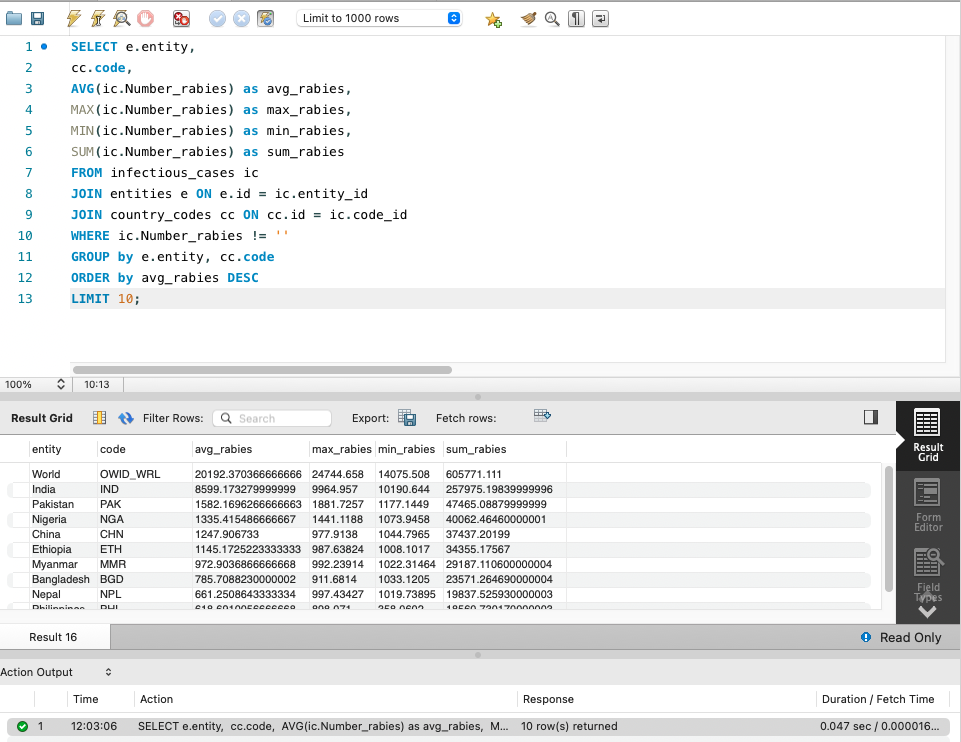 Limit to 1000 rows
1 SELECT e.entity,
2 cc.code,
3 AVG(ic.Number_rabies) as avg_rabies,
4 MAX(ic.Number_rabies) as max_rabies,
5 MIN(ic.Number_rabies) as min_rabies,
6 SUM(ic.Number_rabies) as sum_rabies
7 FROM infectious_cases ic
8 JOIN entities e ON e.id = ic.entity_id
9 JOIN country_codes cc ON cc.id = ic.code_id
10 WHERE ic.Number_rabies != ''
11 GROUP by e.entity, cc.code
12 ORDER by avg_rabies DESC
13 LIMIT 10;
100% 10:13
Result Grid Filter Rows: Search Export: Fetch rows:
entity code avg_rabies max_rabies min_rabies sum_rabies
World OWID_WRL 20192.370366666666 24744.658 14075.508 605771.111
India IND 8599.173279999999 9964.957 10190.644 257975.19839999996
Pakistan PAK 1582.1696266666663 1881.7257 1177.1449 47465.08879999999
Nigeria NGA 1335.415486666667 1441.1188 1073.9458 40062.46460000001
China CHN 1247.906733 977.9138 1044.7965 37437.20199
Ethiopia ETH 1145.1725223333333 987.63824 1008.1017 34355.17567
Myanmar MMR 972.9036866666668 992.23914 1022.31464 29187.110600000004
Bangladesh BGD 785.7088230000002 911.6814 1033.1205 23571.264690000004
Nepal NPL 661.2508643333334 997.43427 1019.73895 19837.525930000003
Philippines PHL
Result Grid
Form Editor
Field Types
Result 16 Read Only
Action Output
Time Action Response Duration / Fetch Time
1 12:03:06 SELECT e.entity, cc.code, AVG(ic.Number_rabies) as avg_rabies, M... 10 row(s) returned 0.047 sec / 0.000016...